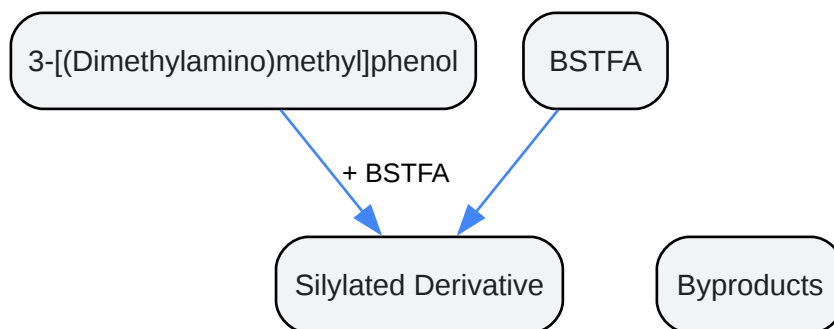 3-[(Dimethylamino)methyl]phenol
BSTFA
+ BSTFA
Silylated Derivative
Byproducts